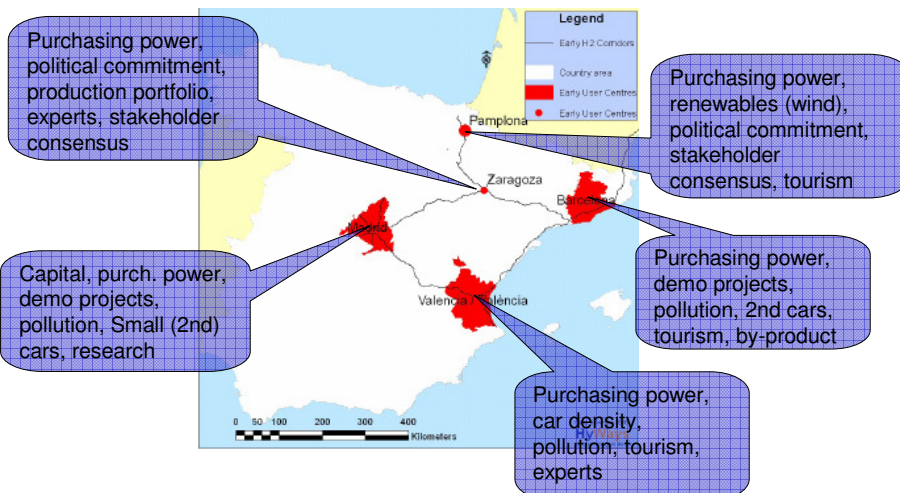 Purchasing power,
political commitment,
production portfolio,
experts, stakeholder
consensus
Legend
Early H2 Corridors
Country area
Early User Centres
Early User Centres
Purchasing power,
renewables (wind),
political commitment,
stakeholder
consensus, tourism
Pamplona
Zaragoza
Barcelona
Madrid
Valencia / València
Capital, purch. power,
demo projects,
pollution, Small (2nd)
cars, research
Purchasing power,
demo projects,
pollution, 2nd cars,
tourism, by-product
Purchasing power,
car density,
pollution, tourism,
experts
0 50 100 200 300 400
Kilometers
HyWays